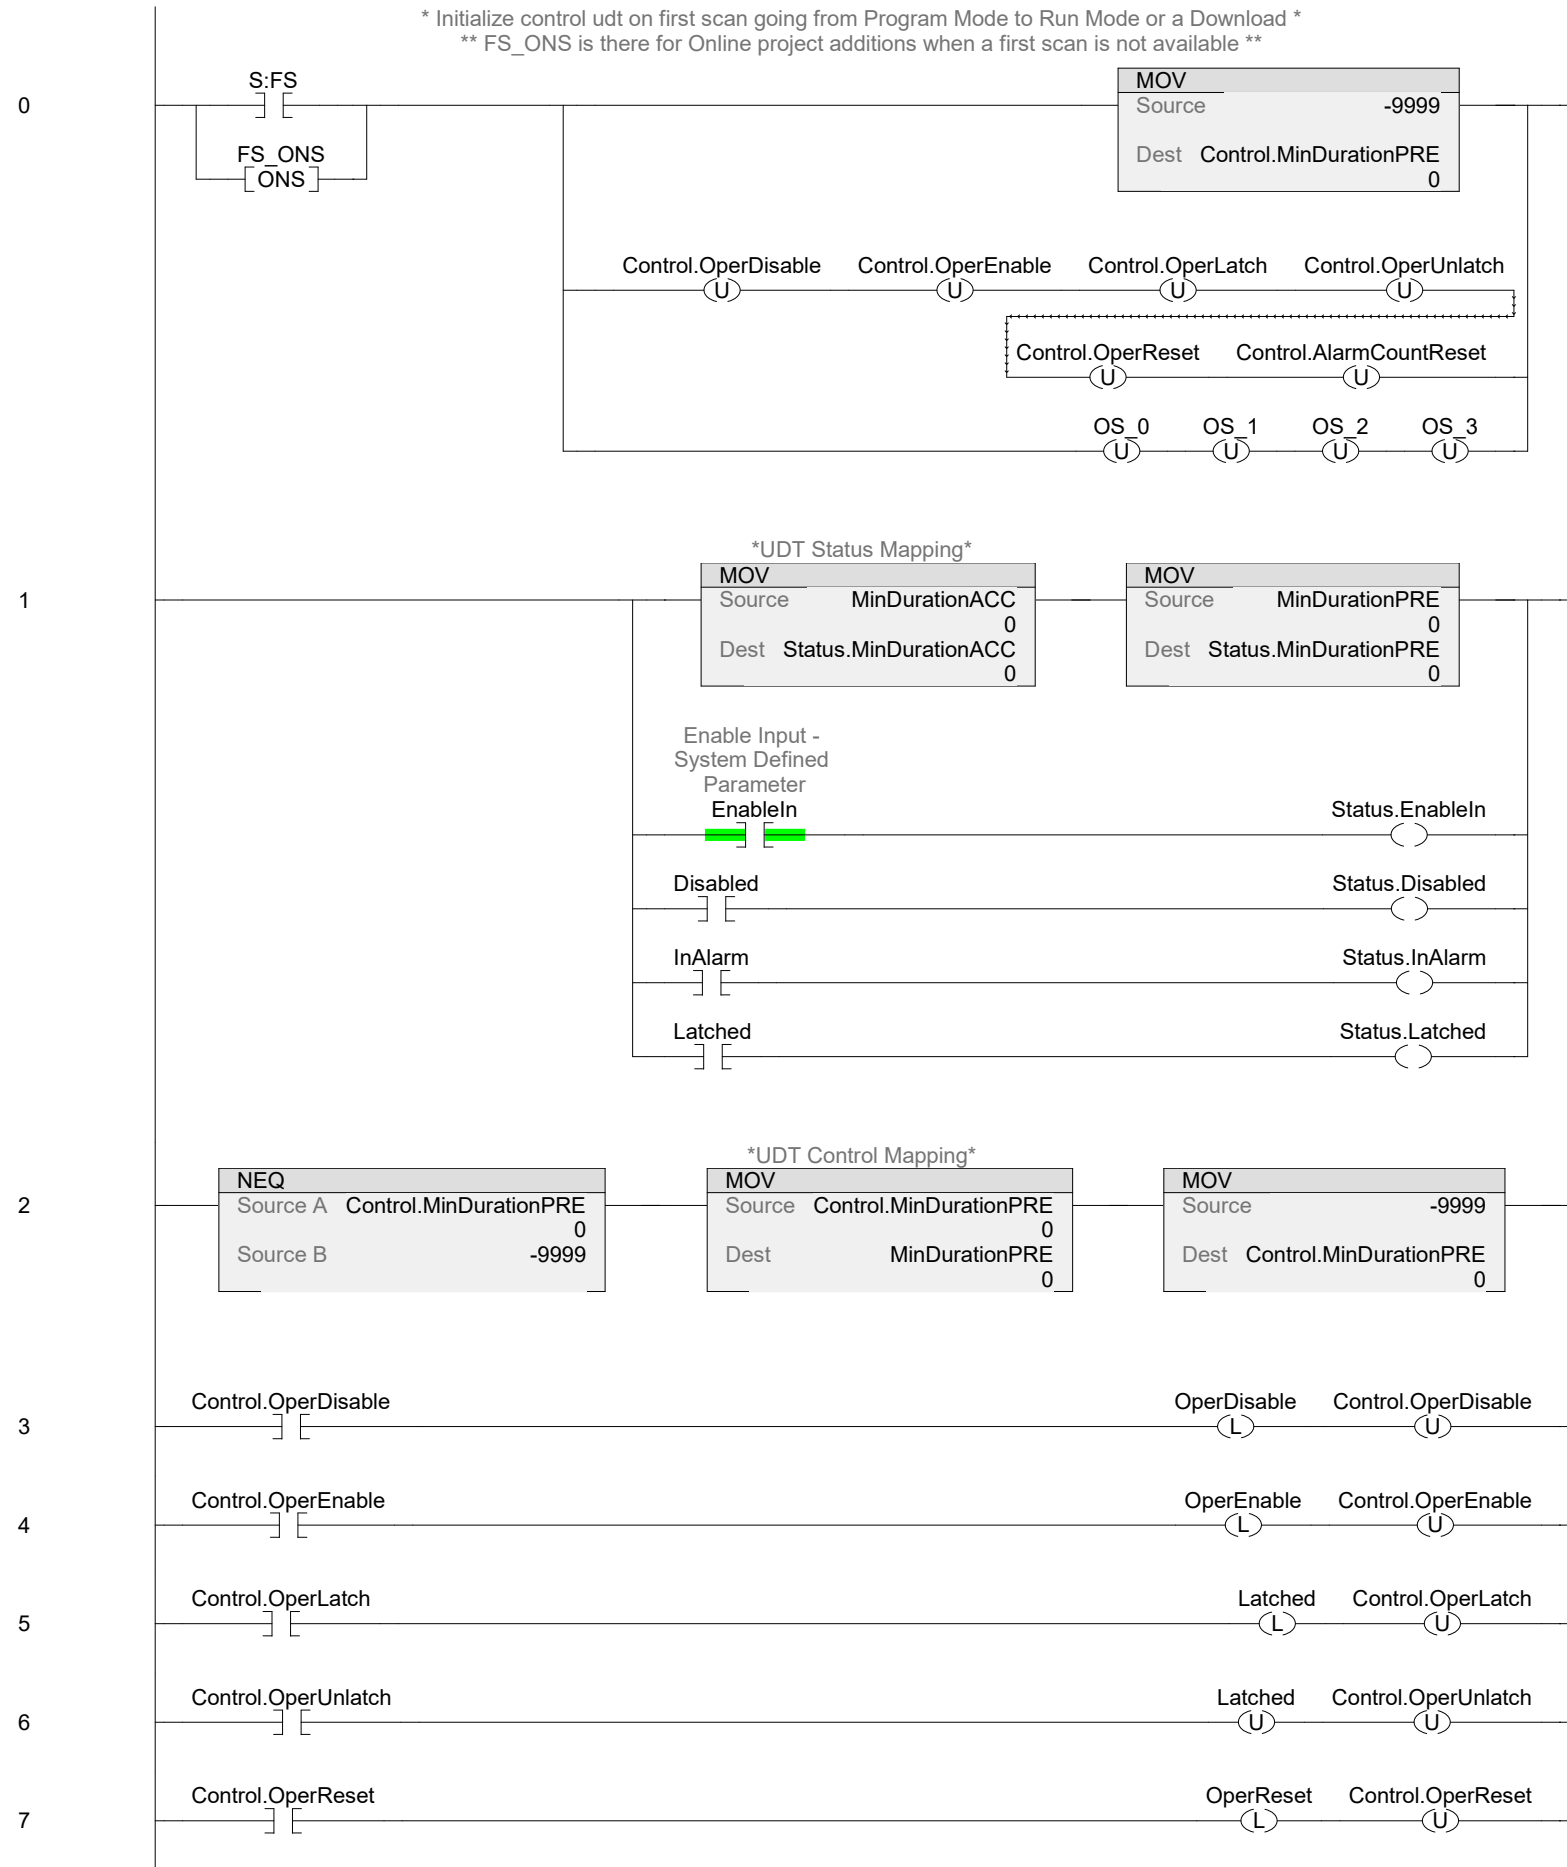 * Initialize control udt on first scan going from Program Mode to Run Mode or a Download *
** FS_ONS is there for Online project additions when a first scan is not available **
0
S:FS
FS_ONS
ONS
MOV
Source -9999
Dest Control.MinDurationPRE
0
Control.OperDisable Control.OperEnable Control.OperLatch Control.OperUnlatch
U U U U
Control.OperReset Control.AlarmCountReset
U U
OS_0 OS_1 OS_2 OS_3
U U U U
*UDT Status Mapping*
1
MOV
Source MinDurationACC
0
Dest Status.MinDurationACC
0
MOV
Source MinDurationPRE
0
Dest Status.MinDurationPRE
0
Enable Input -
System Defined
Parameter
EnableIn Status.EnableIn
Disabled Status.Disabled
InAlarm Status.InAlarm
Latched Status.Latched
*UDT Control Mapping*
2
NEQ
Source A Control.MinDurationPRE
0
Source B -9999
MOV
Source Control.MinDurationPRE
0
Dest MinDurationPRE
0
MOV
Source -9999
Dest Control.MinDurationPRE
0
Control.OperDisable OperDisable Control.OperDisable
3 L U
Control.OperEnable OperEnable Control.OperEnable
4 L U
Control.OperLatch Latched Control.OperLatch
5 L U
Control.OperUnlatch Latched Control.OperUnlatch
6 U U
Control.OperReset OperReset Control.OperReset
7 L U